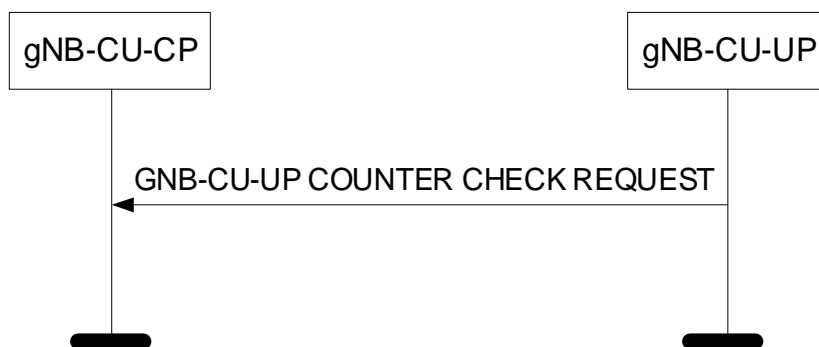 gNB-CU-CP
gNB-CU-UP
GNB-CU-UP COUNTER CHECK REQUEST